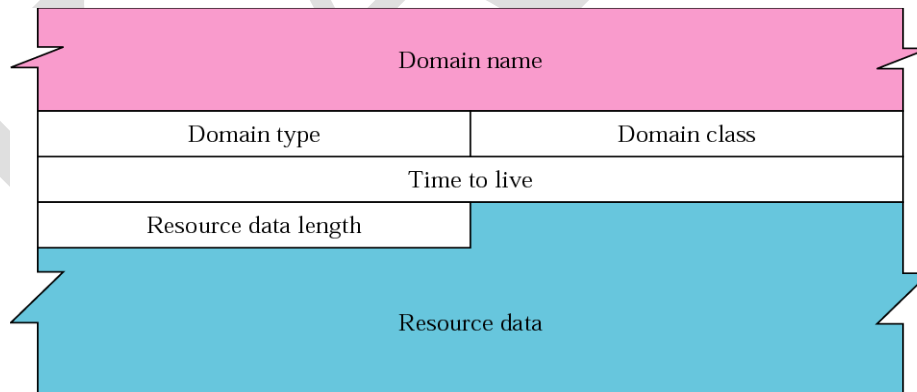 Domain name
Domain type
Domain class
Time to live
Resource data length
Resource data